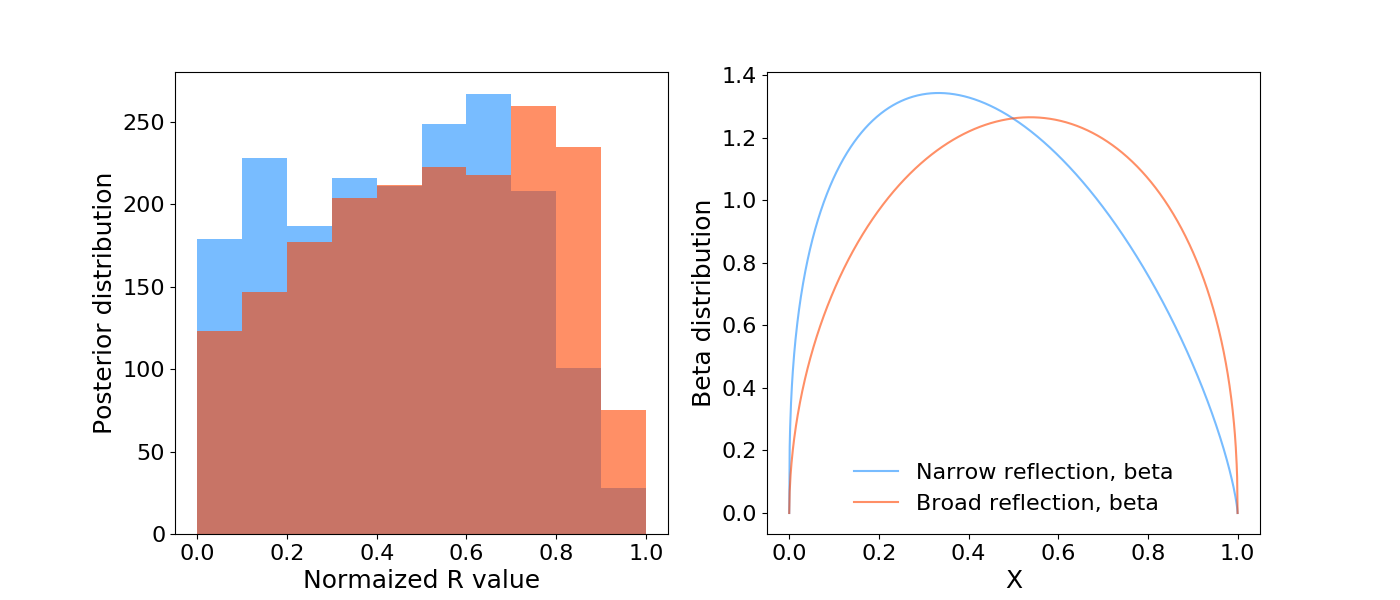 Posterior distribution
250
200
150
100
50
0
0.0 0.2 0.4 0.6 0.8 1.0
Normaized R value
Beta distribution
1.4
1.2
1.0
0.8
0.6
0.4
0.2
0.0
Narrow reflection, beta
Broad reflection, beta
0.0 0.2 0.4 0.6 0.8 1.0
X